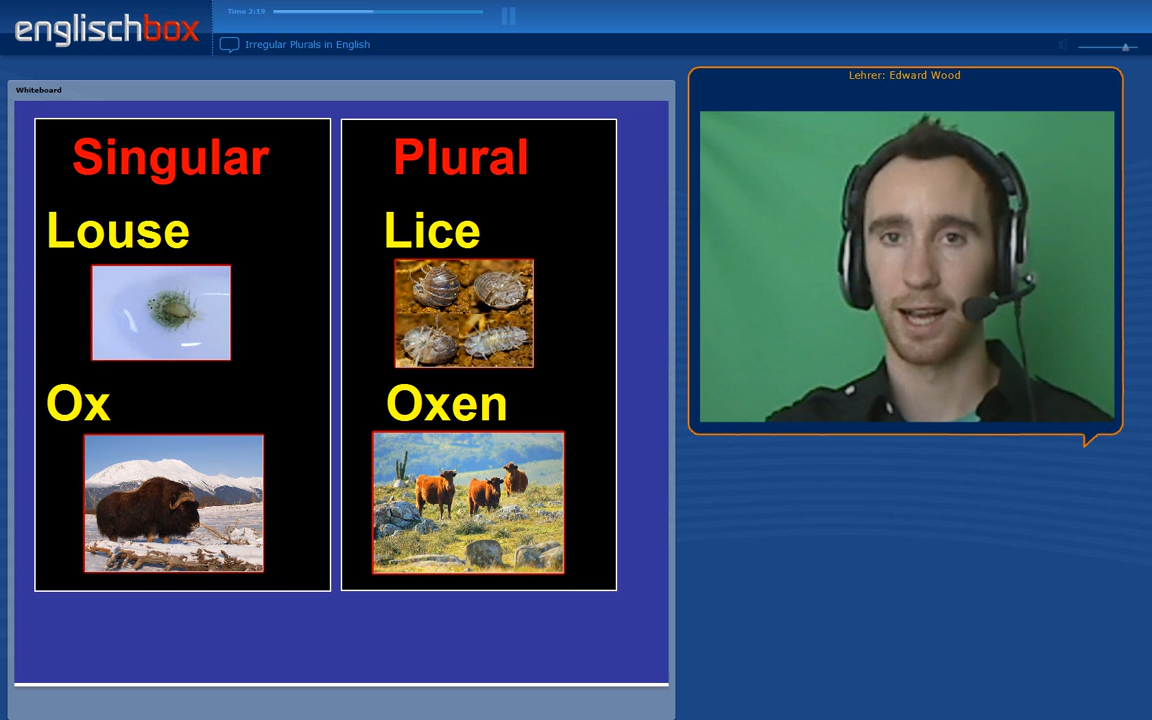 englischbox
Time 2:19
Irregular Plurals in English
Whiteboard
Lehrer: Edward Wood
Singular
Plural
Louse
Lice
Ox
Oxen